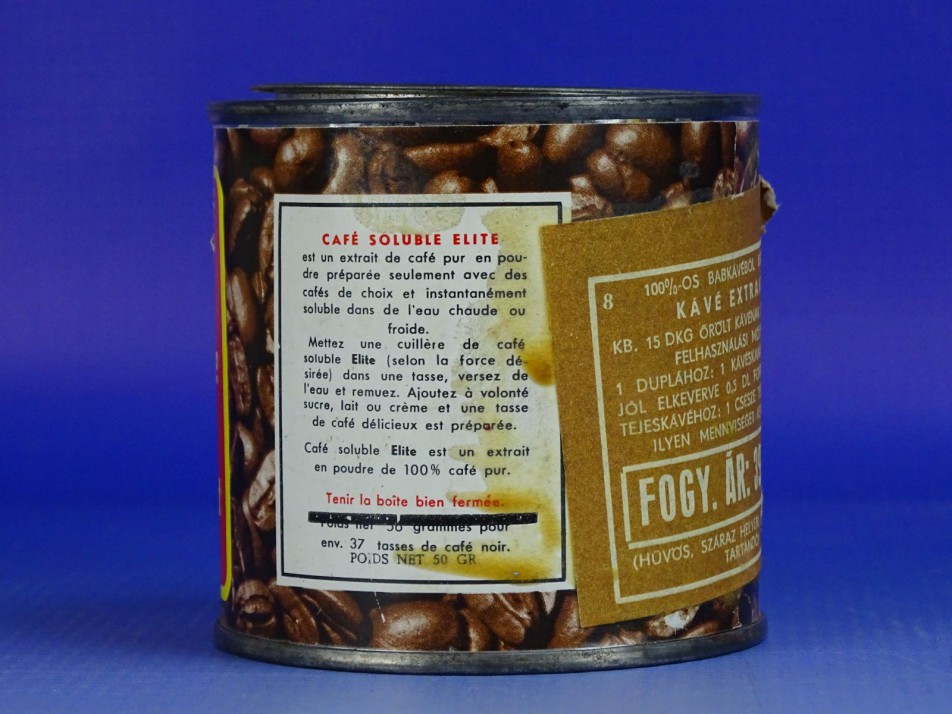 CAFÉ SOLUBLE ELITE
est un extrait de café pur en pou-
dre préparée seulement avec des
cafés de choix et instantanément
soluble dans de l'eau chaude ou
froide.
Mettez une cuillère de café
soluble Elite (selon la force dé-
sirée) dans une tasse, versez de
l'eau et remuez. Ajoutez à volonté
sucre, lait ou crème et une tasse
de café délicieux est préparée.
Café soluble Elite est un extrait
en poudre de 100% café pur.
Tenir la boîte bien fermée.
Poids net 56 grammes pour
env. 37 tasses de café noir.
POIDS NET 50 GR
8
100%-OS BABKÁVÉBÓL
KÁVÉ
KB. 15 DKG ŐRÖLT
FELHASZNÁLÁSI
1 DUPLÁHOZ: 1
JÓL ELKEVERVE 0,5 DL
TEJESKÁVÉHOZ: 1 CSÉSZE
ILYEN
FOGY. ÁR:
(HŰVÖS, SZÁRAZ